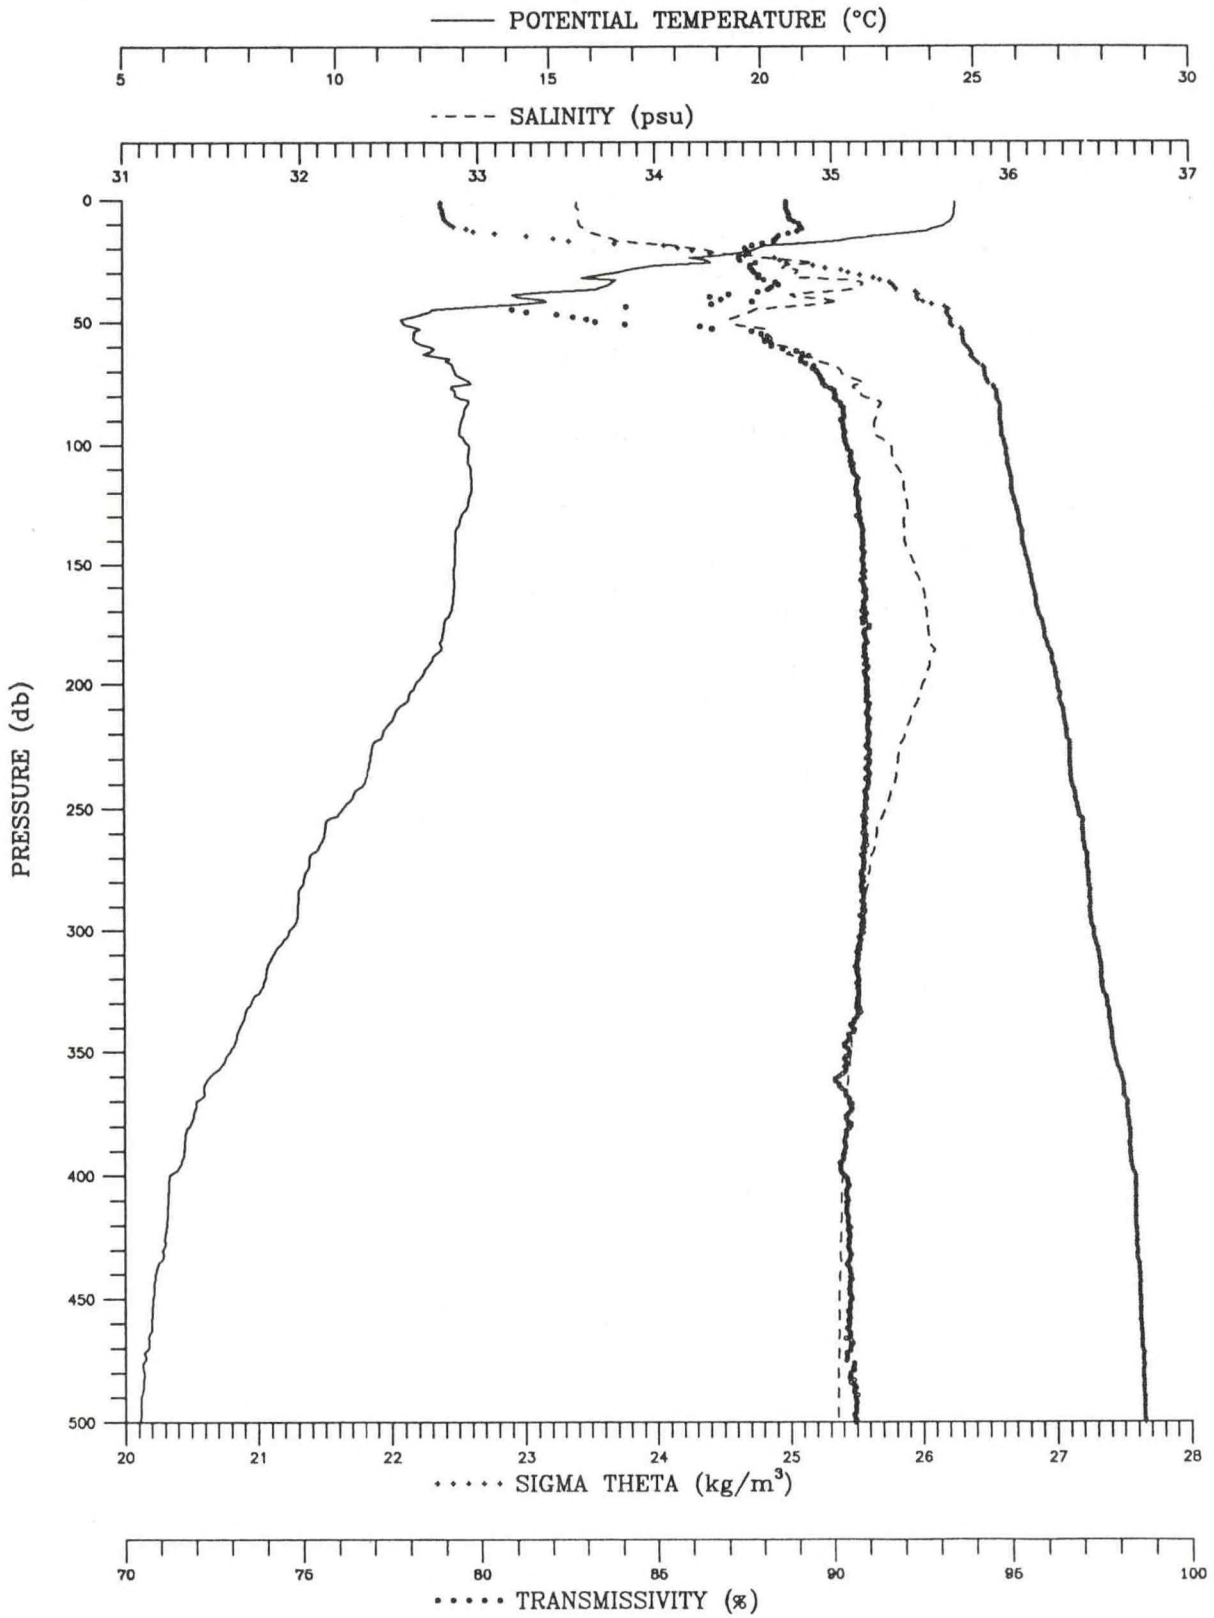 POTENTIAL TEMPERATURE (°C)
5 10 15 20 25 30
SALINITY (psu)
31 32 33 34 35 36 37
PRESSURE (db)
0
50
100
150
200
250
300
350
400
450
500
20 21 22 23 24 25 26 27 28
SIGMA THETA (kg/m³)
70 75 80 85 90 95 100
TRANSMISSIVITY (%)